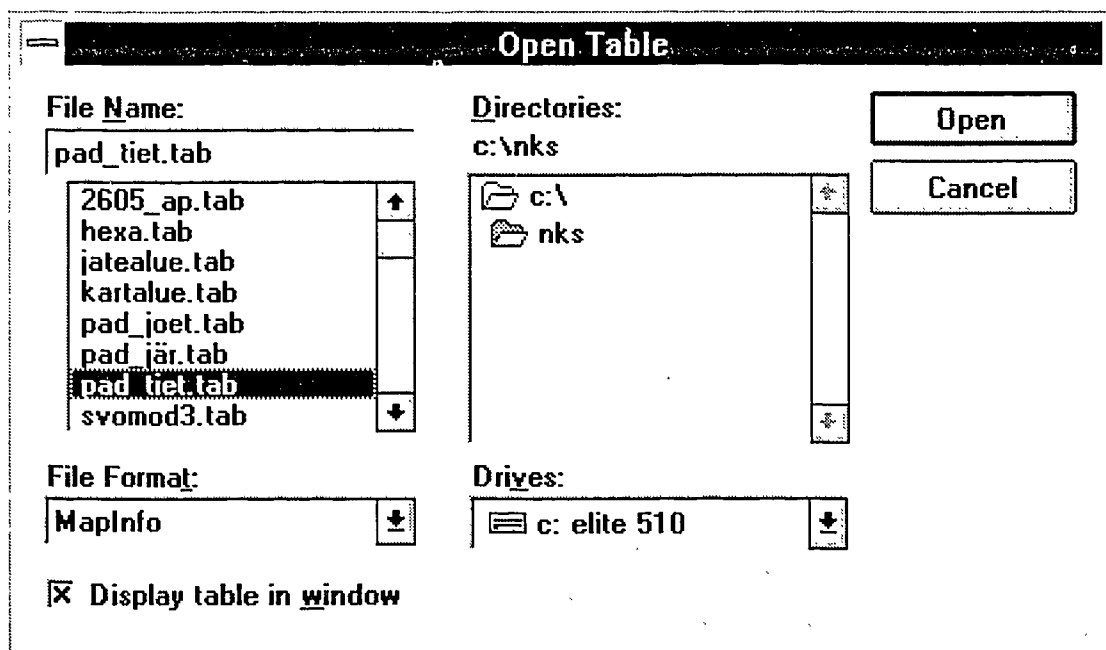 Open Table
File Name:
pad_tiet.tab
2605_ap.tab
hexa.tab
jatealue.tab
kartalue.tab
pad_joet.tab
pad_jär.tab
pad_tiet.tab
svomod3.tab
File Format:
MapInfo
Display table in window
Directories:
c:\nks
c:\
nks
Drives:
c: elite 510
Open
Cancel